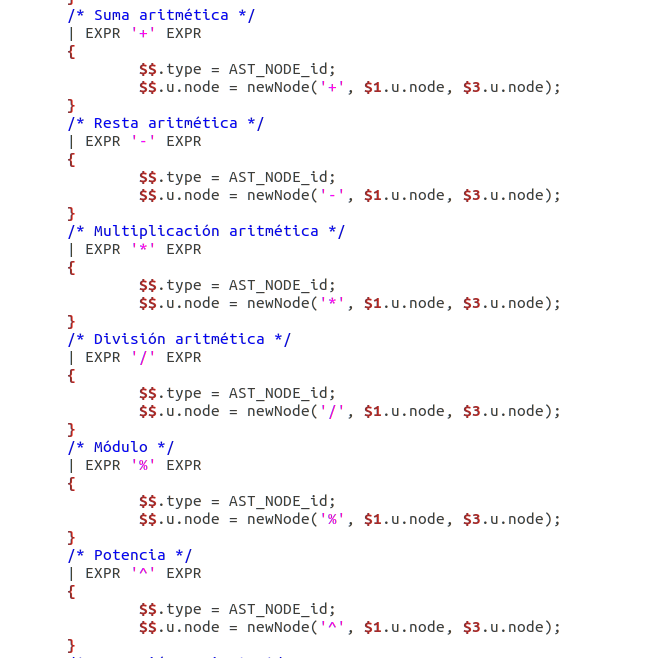 }
/* Suma aritmética */
| EXPR '+' EXPR
{
$$.type = AST_NODE_id;
$$.u.node = newNode('+', $1.u.node, $3.u.node);
}
/* Resta aritmética */
| EXPR '-' EXPR
{
$$.type = AST_NODE_id;
$$.u.node = newNode('-', $1.u.node, $3.u.node);
}
/* Multiplicación aritmética */
| EXPR '*' EXPR
{
$$.type = AST_NODE_id;
$$.u.node = newNode('*', $1.u.node, $3.u.node);
}
/* División aritmética */
| EXPR '/' EXPR
{
$$.type = AST_NODE_id;
$$.u.node = newNode('/', $1.u.node, $3.u.node);
}
/* Módulo */
| EXPR '%' EXPR
{
$$.type = AST_NODE_id;
$$.u.node = newNode('%', $1.u.node, $3.u.node);
}
/* Potencia */
| EXPR '^' EXPR
{
$$.type = AST_NODE_id;
$$.u.node = newNode('^', $1.u.node, $3.u.node);
}